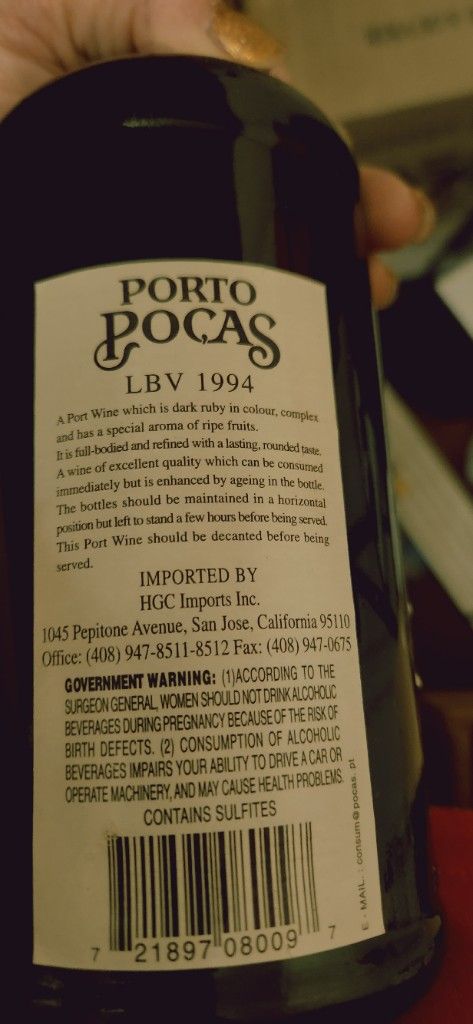 PORTO
POÇAS
LBV 1994
A Port Wine which is dark ruby in colour, complex
and has a special aroma of ripe fruits.
It is full-bodied and refined with a lasting, rounded taste.
A wine of excellent quality which can be consumed
immediately but is enhanced by ageing in the bottle.
The bottles should be maintained in a horizontal
position but left to stand a few hours before being served.
This Port Wine should be decanted before being
served.
IMPORTED BY
HGC Imports Inc.
1045 Pepitone Avenue, San Jose, California 95110
Office: (408) 947-8511-8512 Fax: (408) 947-0675
GOVERNMENT WARNING: (1)ACCORDING TO THE
SURGEON GENERAL, WOMEN SHOULD NOT DRINK ALCOHOLIC
BEVERAGES DURING PREGNANCY BECAUSE OF THE RISK OF
BIRTH DEFECTS. (2) CONSUMPTION OF ALCOHOLIC
BEVERAGES IMPAIRS YOUR ABILITY TO DRIVE A CAR OR
OPERATE MACHINERY, AND MAY CAUSE HEALTH PROBLEMS.
CONTAINS SULFITES
7 21897 08009 7
E - MAIL. : consum@pocas. pt